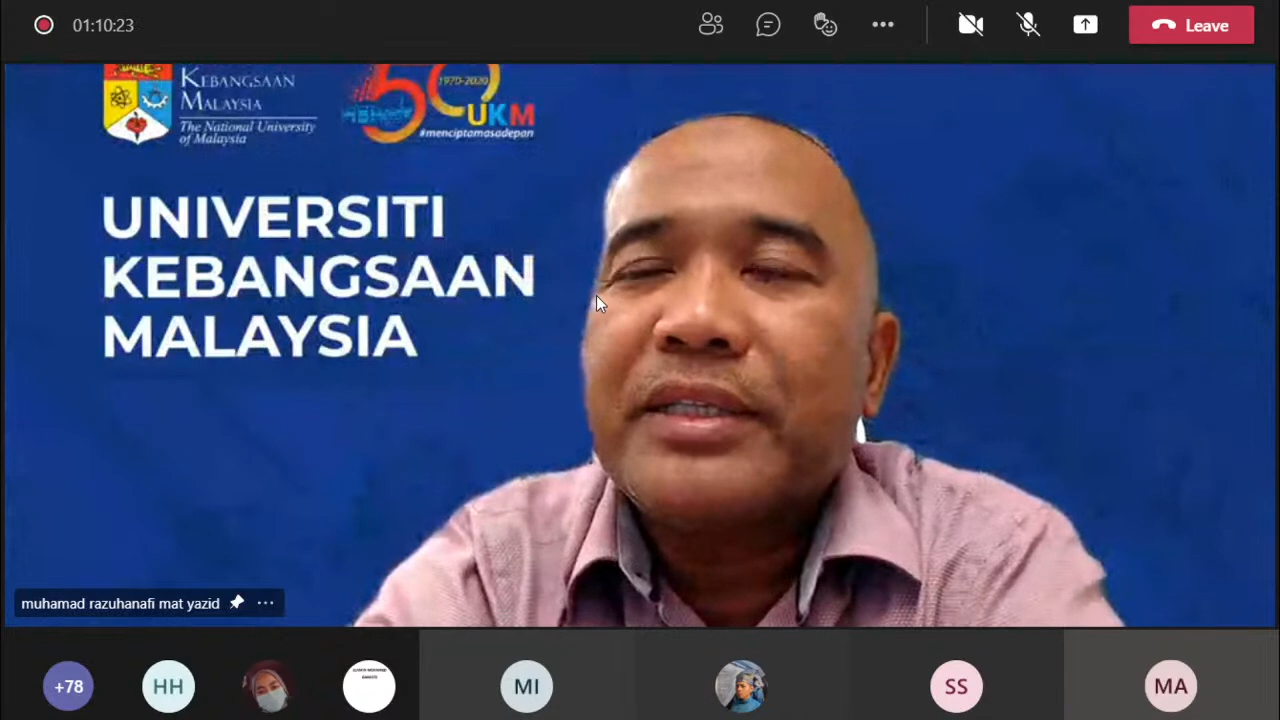 01:10:23
Leave
KEBANGSAAN
MALAYSIA
The National University
of Malaysia
50
1970-2020
UKM
#menciptamasadepan
UNIVERSITI
KEBANGSAAN
MALAYSIA
muhamad razuhanafi mat yazid
+78
HH
MI
SS
MA